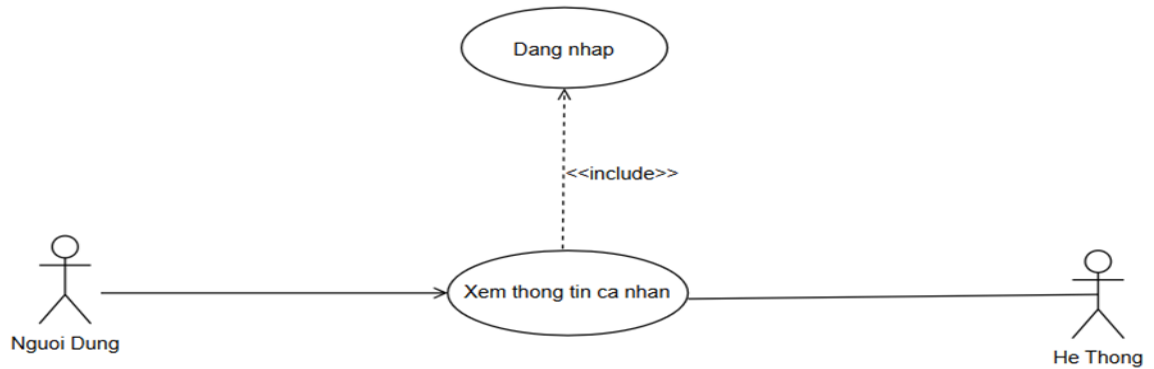 Dang nhap
<<include>>
Xem thong tin ca nhan
Nguoi Dung
He Thong